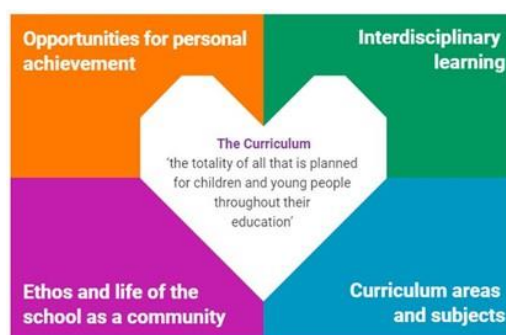 Opportunities for personal
achievement
Interdisciplinary
learning
The Curriculum
'the totality of all that is planned
for children and young people
throughout their
education'
Ethos and life of the
school as a community
Curriculum areas
and subjects